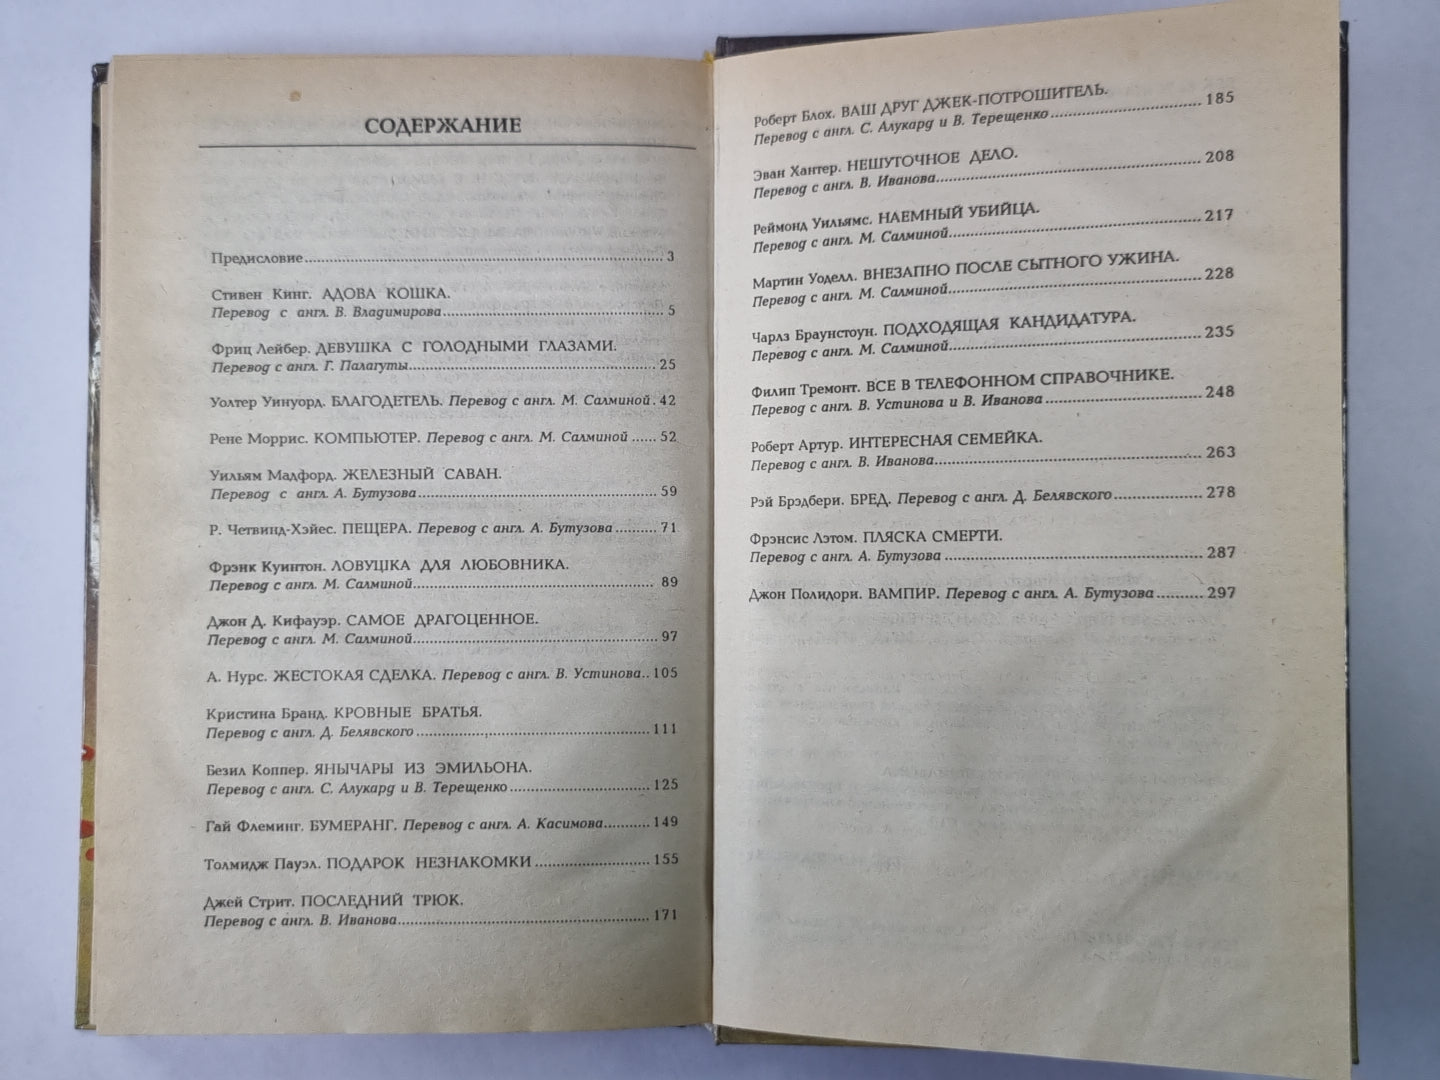 СОДЕРЖАНИЕ
Предисловие 3
Стивен Кинг. АДОВА КОШКА.
Перевод с англ. В. Владимирова 5
Фриц Лейбер. ДЕВУШКА С ГОЛОДНЫМИ ГЛАЗАМИ.
Перевод с англ. Г. Палагуты 25
Уолтер Уинуорд. БЛАГОДЕТЕЛЬ. Перевод с англ. М. Салминой. 42
Рене Моррис. КОМПЬЮТЕР. Перевод с англ. М. Салминой 52
Уильям Мадфорд. ЖЕЛЕЗНЫЙ САВАН.
Перевод с англ. А. Бутузова 59
Р. Четвинд-Хэйес. ПЕЩЕРА. Перевод с англ. А. Бутузова 71
Фрэнк Куинтон. ЛОВУШКА ДЛЯ ЛЮБОВНИКА.
Перевод с англ. М. Салминой 89
Джон Д. Кифауэр. САМОЕ ДРАГОЦЕННОЕ.
Перевод с англ. М. Салминой 97
А. Нурс. ЖЕСТОКАЯ СДЕЛКА. Перевод с англ. В. Устинова 105
Кристина Бранд. КРОВНЫЕ БРАТЬЯ.
Перевод с англ. Д. Белявского 111
Безил Коппер. ЯНЫЧАРЫ ИЗ ЭМИЛЬОНА.
Перевод с англ. С. Алукард и В. Терещенко 125
Гай Флеминг. БУМЕРАНГ. Перевод с англ. А. Касимова 149
Толмидж Пауэл. ПОДАРОК НЕЗНАКОМКИ 155
Джей Стрит. ПОСЛЕДНИЙ ТРЮК.
Перевод с англ. В. Иванова 171
Роберт Блох. ВАШ ДРУГ ДЖЕК-ПОТРОШИТЕЛЬ.
Перевод с англ. С. Алукард и В. Терещенко 185
Эван Хантер. НЕШУТОЧНОЕ ДЕЛО.
Перевод с англ. В. Иванова 208
Реймонд Уильямс. НАЕМНЫЙ УБИЙЦА.
Перевод с англ. М. Салминой 217
Мартин Уоделл. ВНЕЗАПНО ПОСЛЕ СЫТНОГО УЖИНА.
Перевод с англ. М. Салминой 228
Чарлз Браунстоун. ПОДХОДЯЩАЯ КАНДИДАТУРА.
Перевод с англ. М. Салминой 235
Филип Тремонт. ВСЕ В ТЕЛЕФОННОМ СПРАВОЧНИКЕ.
Перевод с англ. В. Устинова и В. Иванова 248
Роберт Артур. ИНТЕРЕСНАЯ СЕМЕЙКА.
Перевод с англ. В. Иванова 263
Рэй Брэдбери. БРЕД. Перевод с англ. Д. Белявского 278
Фрэнсис Лэтом. ПЛЯСКА СМЕРТИ.
Перевод с англ. А. Бутузова 287
Джон Полидори. ВАМПИР. Перевод с англ. А. Бутузова 297